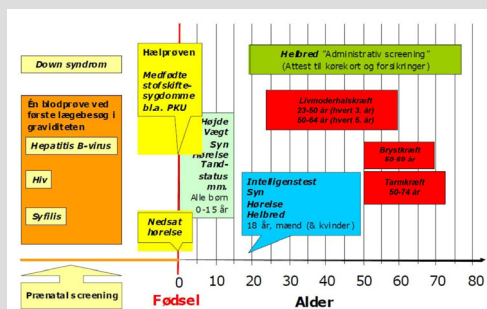 Down syndrom
Én blodprøve ved
første lægebesøg i
graviditeten
Hepatitis B-virus
Hiv
Syfilis
Prænatal screening
Hælprøven
Medfødte
stofskifte-
sygdomme
bl.a. PKU
Højde
Vægt
Syn
Hørelse
Tand-
status
mm.
Alle børn
0-15 år
Nedsat
hørelse
Helbred "Administrativ screening"
(Attest til kørekort og forsikringer)
Livmoderhalskræft
23-50 år (hvert 3. år)
50-64 år (hvert 5. år)
Brystkræft
50-69 år
Tarmkræft
50-74 år
Intelligenstest
Syn
Hørelse
Helbred
18 år, mænd (& kvinder)
0 10 20 30 40 50 60 70 80
Fødsel
Alder